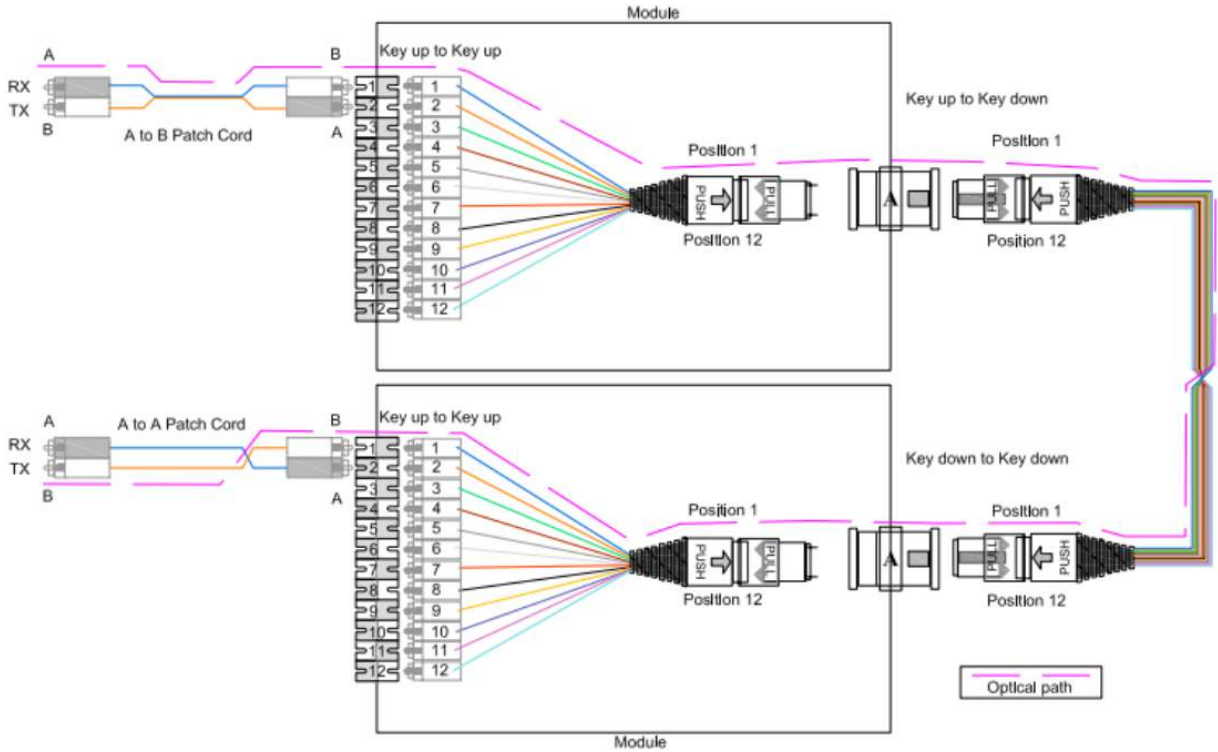 Module
A
B
Key up to Key up
RX
TX
B
A
A to B Patch Cord
1
2
3
4
5
6
7
8
9
10
11
12
1
2
3
4
5
6
7
8
9
10
11
12
Key up to Key down
Position 1
Position 1
PUSH
PULL
A
PULL
PUSH
Position 12
Position 12
A
A to A Patch Cord
B
Key up to Key up
RX
TX
B
A
1
2
3
4
5
6
7
8
9
10
11
12
1
2
3
4
5
6
7
8
9
10
11
12
Key down to Key down
Position 1
Position 1
PUSH
PULL
A
PULL
PUSH
Position 12
Position 12
Optical path
Module